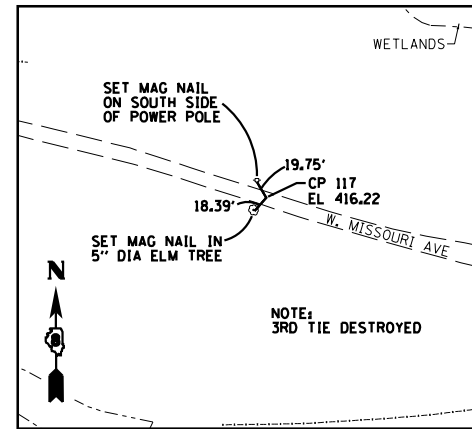 WETLANDS
SET MAG NAIL
ON SOUTH SIDE
OF POWER POLE
19.75'
CP 117
EL 416.22
18.39'
W. MISSOURI AVE
SET MAG NAIL IN
5" DIA ELM TREE
N
8
NOTE:
3RD TIE DESTROYED